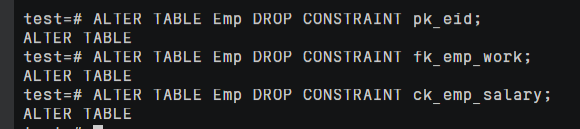 test=# ALTER TABLE Emp DROP CONSTRAINT pk_eid;
ALTER TABLE
test=# ALTER TABLE Emp DROP CONSTRAINT fk_emp_work;
ALTER TABLE
test=# ALTER TABLE Emp DROP CONSTRAINT ck_emp_salary;
ALTER TABLE
test=#